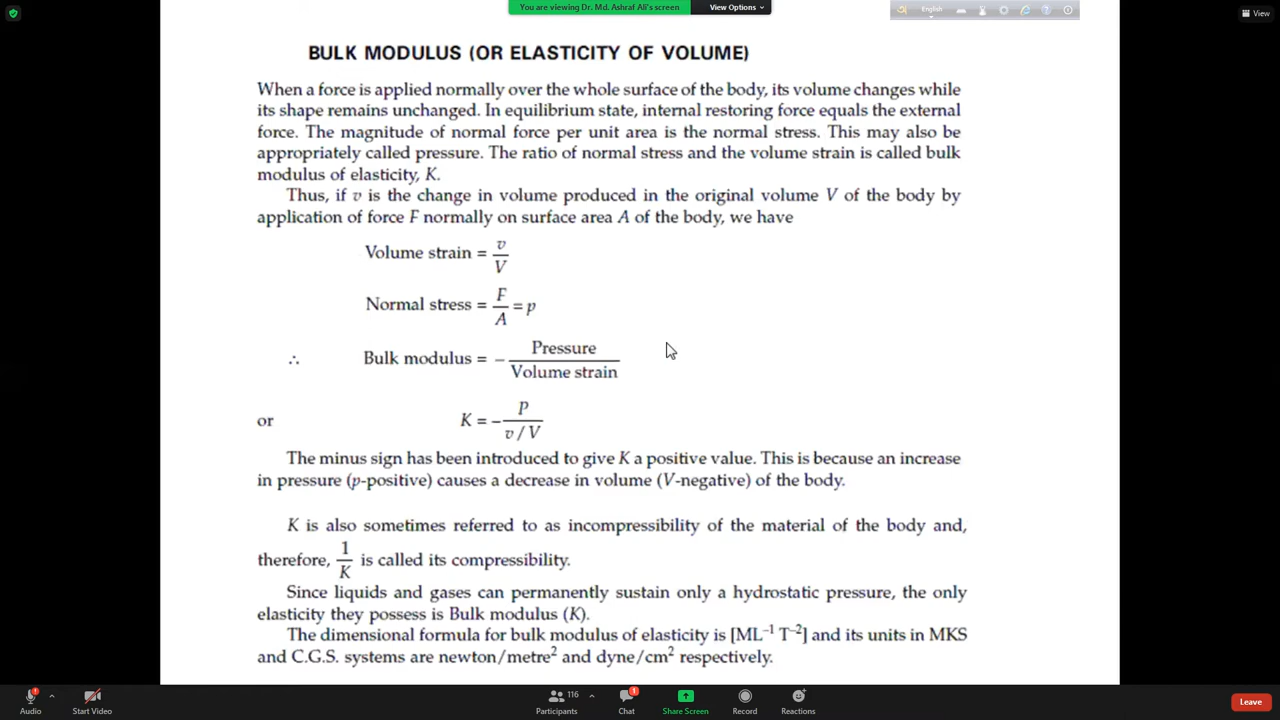 You are viewing Dr. Md. Ashraf Ali's screen
View Options
English
View
BULK MODULUS (OR ELASTICITY OF VOLUME)
When a force is applied normally over the whole surface of the body, its volume changes while
its shape remains unchanged. In equilibrium state, internal restoring force equals the external
force. The magnitude of normal force per unit area is the normal stress. This may also be
appropriately called pressure. The ratio of normal stress and the volume strain is called bulk
modulus of elasticity, K.
Thus, if v is the change in volume produced in the original volume V of the body by
application of force F normally on surface area A of the body, we have
Volume strain = v/V
Normal stress = F/A = p
∴ Bulk modulus = − Pressure/Volume strain
or K = − p/(v / V)
The minus sign has been introduced to give K a positive value. This is because an increase
in pressure (p-positive) causes a decrease in volume (V-negative) of the body.
K is also sometimes referred to as incompressibility of the material of the body and,
therefore, 1/K is called its compressibility.
Since liquids and gases can permanently sustain only a hydrostatic pressure, the only
elasticity they possess is Bulk modulus (K).
The dimensional formula for bulk modulus of elasticity is [ML⁻¹ T⁻²] and its units in MKS
and C.G.S. systems are newton/metre² and dyne/cm² respectively.
Audio
Start Video
116
Participants
1
Chat
Share Screen
Record
Reactions
Leave